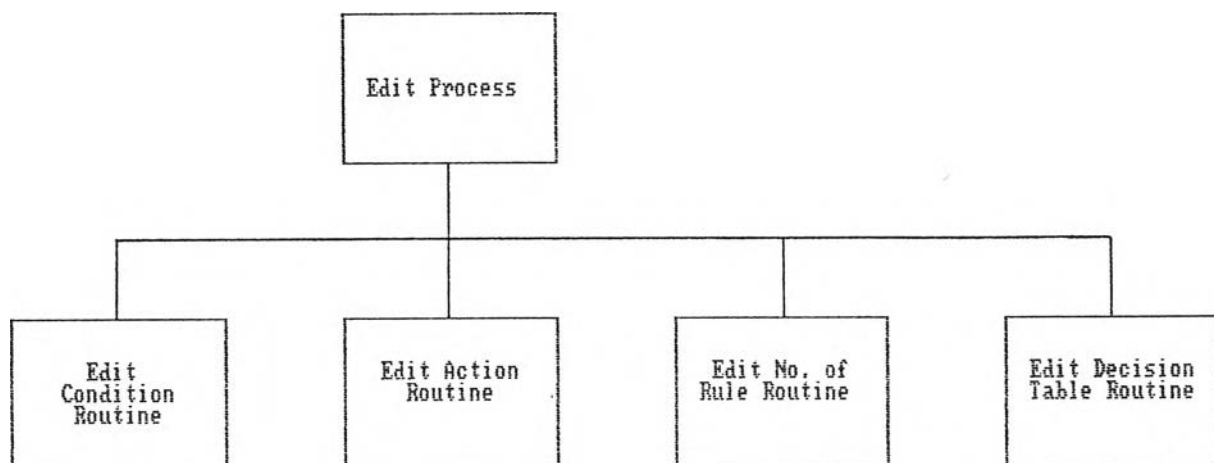 Edit Process
Edit
Condition
Routine
Edit Action
Routine
Edit No. of
Rule Routine
Edit Decision
Table Routine